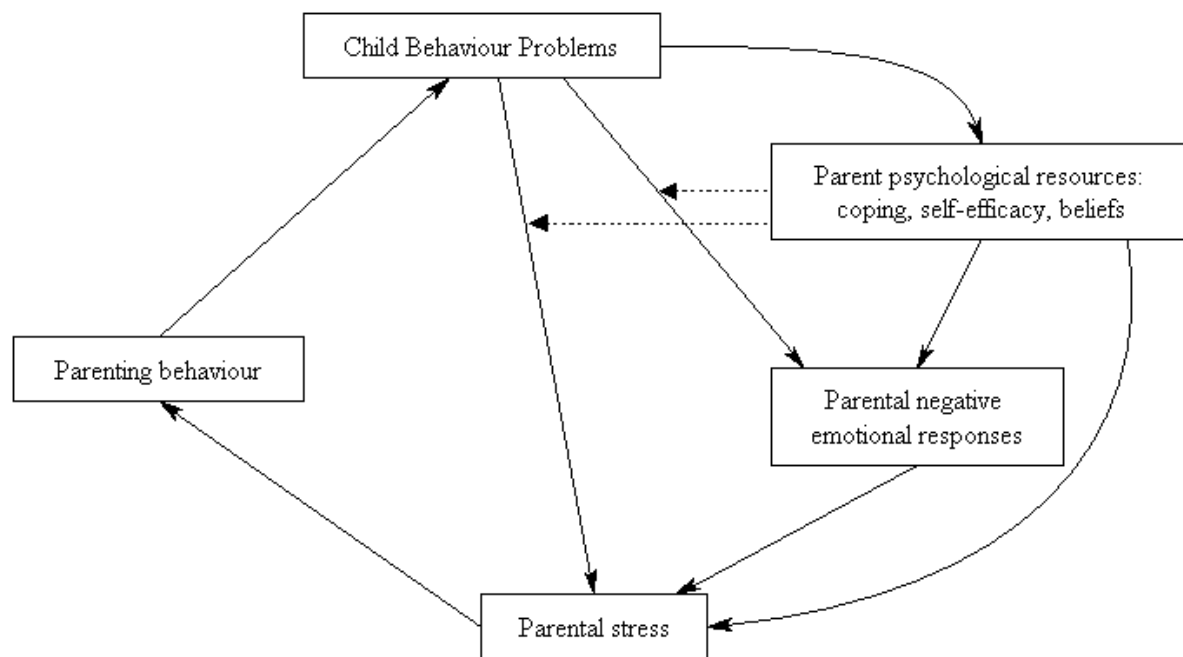 Child Behaviour Problems
Parent psychological resources:
coping, self-efficacy, beliefs
Parenting behaviour
Parental negative
emotional responses
Parental stress